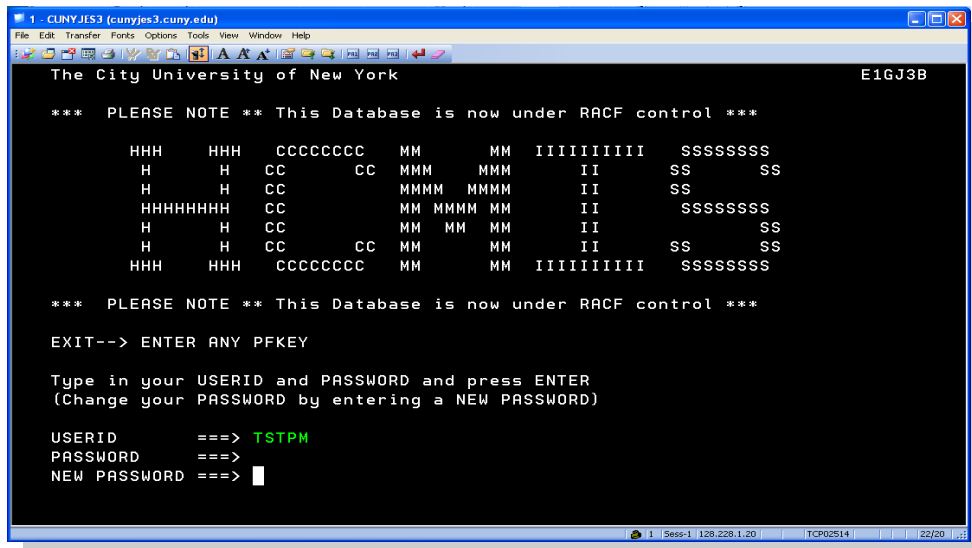 1 - CUNYJES3 (cunyjes3.cuny.edu)
File Edit Transfer Fonts Options Tools View Window Help
The City University of New York E1GJ3B
*** PLEASE NOTE ** This Database is now under RACF control ***
HHH HHH CCCCCCCC MM MM IIIIIIIIII SSSSSSSS
H H CC CC MMM MMM II SS SS
H H CC MMMM MMMM II SS
HHHHHHHH CC MM MMMM MM II SSSSSSSS
H H CC MM MM MM II SS
H H CC CC MM MM II SS SS
HHH HHH CCCCCCCC MM MM IIIIIIIIII SSSSSSSS
*** PLEASE NOTE ** This Database is now under RACF control ***
EXIT--> ENTER ANY PFKEY
Type in your USERID and PASSWORD and press ENTER
(Change your PASSWORD by entering a NEW PASSWORD)
USERID ===> TSTPM
PASSWORD ===>
NEW PASSWORD ===>
1 Sess-1 128.228.1.20 TCP02514 22/20